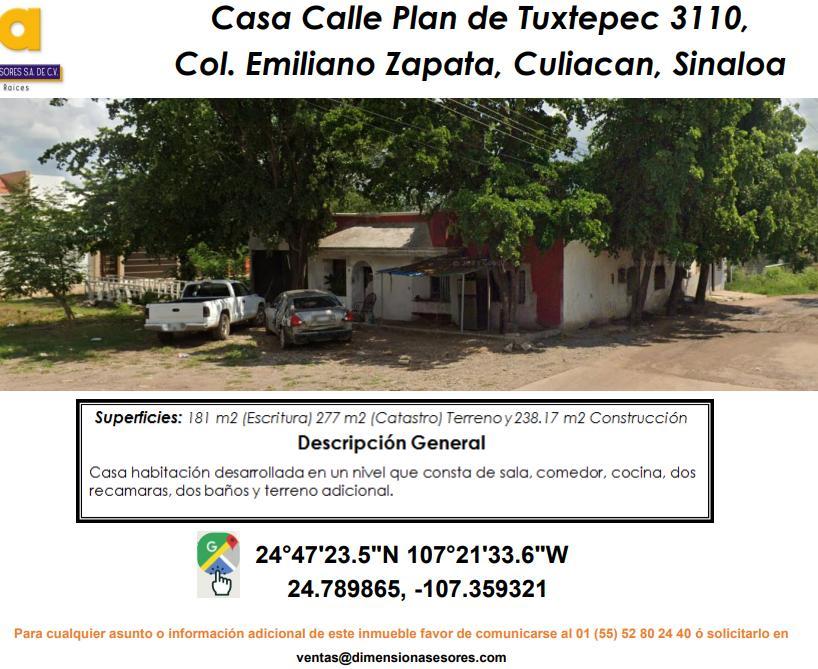 Casa Calle Plan de Tuxtepec 3110,
Col. Emiliano Zapata, Culiacan, Sinaloa
a
SORES S.A. DE C.V.
Raíces
Superficies: 181 m2 (Escritura) 277 m2 (Catastro) Terreno y 238.17 m2 Construcción
Descripción General
Casa habitación desarrollada en un nivel que consta de sala, comedor, cocina, dos
recamaras, dos baños y terreno adicional.
G
24°47'23.5"N 107°21'33.6"W
24.789865, -107.359321
Para cualquier asunto o información adicional de este inmueble favor de comunicarse al 01 (55) 52 80 24 40 ó solicitarlo en
ventas@dimensionasesores.com